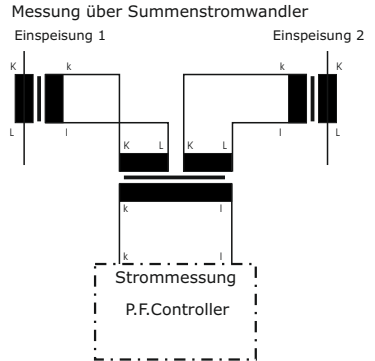 Messung über Summenstromwandler
Einspeisung 1
Einspeisung 2
K
k
k
K
L
l
l
L
K L
K L
k
l
k
l
Strommessung
P.F.Controller